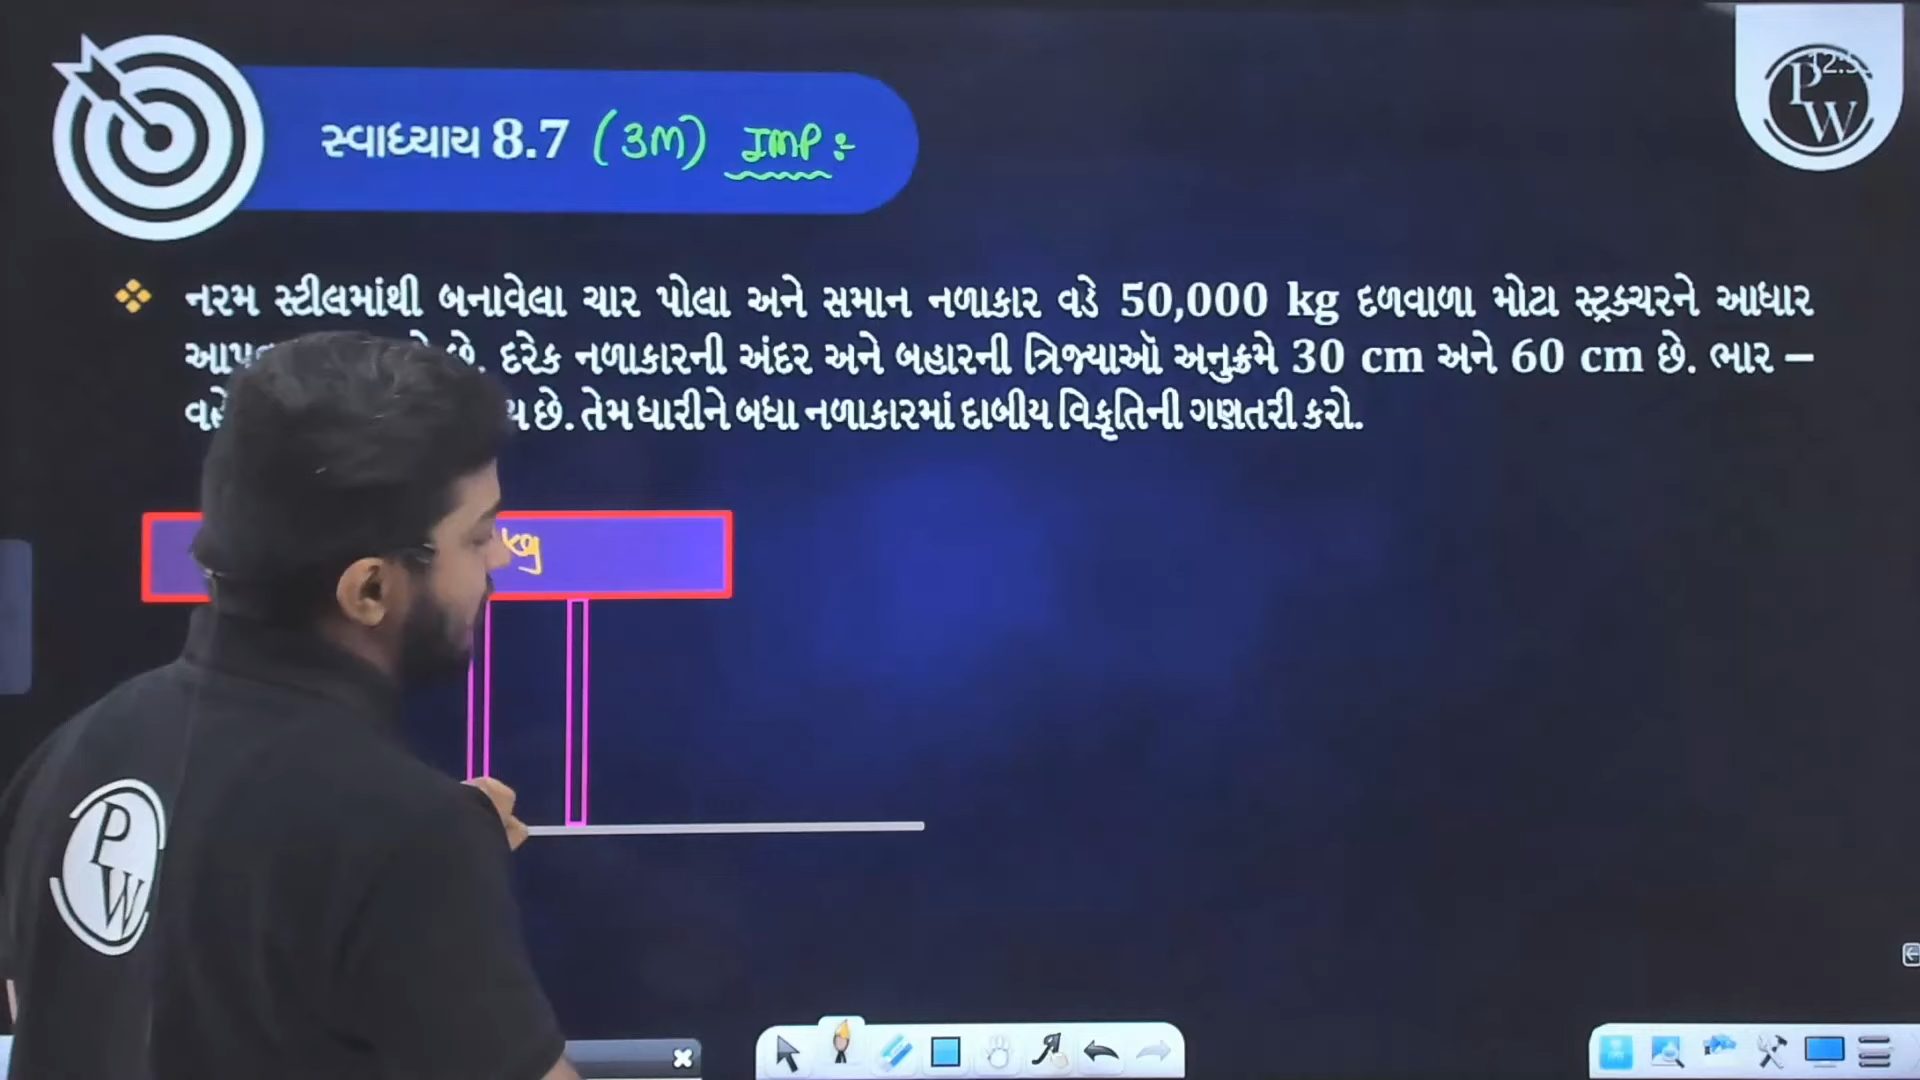 સ્વાધ્યાય 8.7 (3M) IMP :-
P W
12:5
નરમ સ્ટીલમાંથી બનાવેલા ચાર પોલા અને સમાન નળાકાર વડે 50,000 kg દળવાળા મોટા સ્ટ્રક્ચરને આધાર
છે. દરેક નળાકારની અંદર અને બહારની ત્રિજ્યાઑ અનુક્રમે 30 cm અને 60 cm છે. ભાર –
છે. તેમ ધારીને બધા નળાકારમાં દાબીય વિકૃતિની ગણતરી કરો.
kg
P W